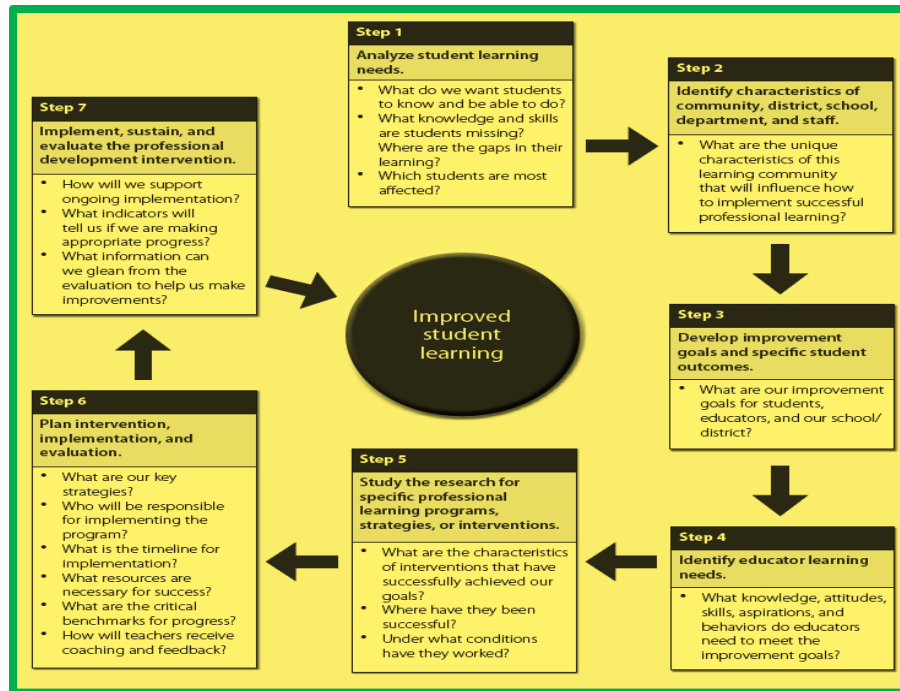 Step 1
Analyze student learning
needs.
• What do we want students
to know and be able to do?
• What knowledge and skills
are students missing?
Where are the gaps in their
learning?
• Which students are most
affected?
Step 2
Identify characteristics of
community, district, school,
department, and staff.
• What are the unique
characteristics of this
learning community
that will influence how
to implement successful
professional learning?
Step 3
Develop improvement
goals and specific student
outcomes.
• What are our improvement
goals for students,
educators, and our school/
district?
Step 4
Identify educator learning
needs.
• What knowledge, attitudes,
skills, aspirations, and
behaviors do educators
need to meet the
improvement goals?
Step 5
Study the research for
specific professional
learning programs,
strategies, or interventions.
• What are the characteristics
of interventions that have
successfully achieved our
goals?
• Where have they been
successful?
• Under what conditions
have they worked?
Step 6
Plan intervention,
implementation, and
evaluation.
• What are our key
strategies?
• Who will be responsible
for implementing the
program?
• What is the timeline for
implementation?
• What resources are
necessary for success?
• What are the critical
benchmarks for progress?
• How will teachers receive
coaching and feedback?
Step 7
Implement, sustain, and
evaluate the professional
development intervention.
• How will we support
ongoing implementation?
• What indicators will
tell us if we are making
appropriate progress?
• What information can
we glean from the
evaluation to help us make
improvements?
Improved
student
learning